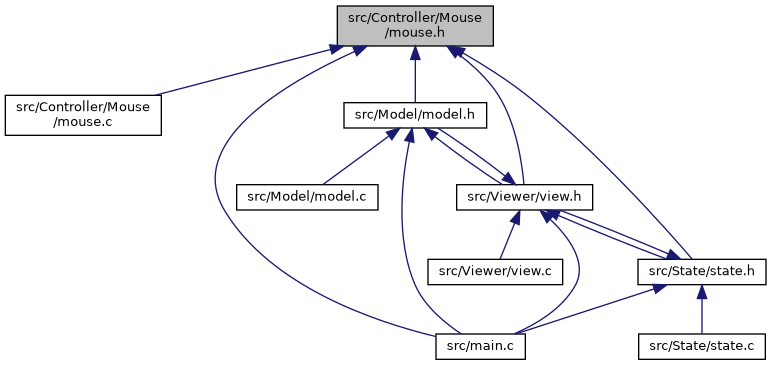 src/Controller/Mouse
/mouse.h
src/Controller/Mouse
/mouse.c
src/Model/model.h
src/Model/model.c
src/Viewer/view.h
src/Viewer/view.c
src/State/state.h
src/main.c
src/State/state.c